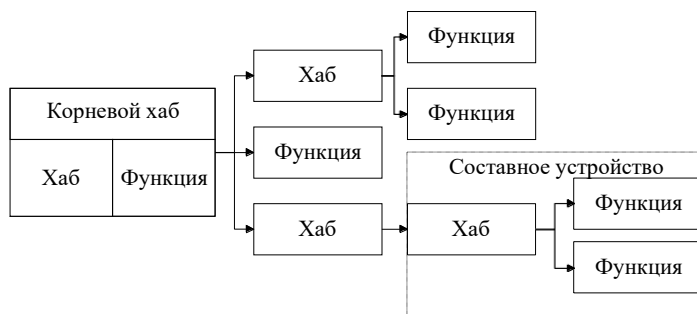 Функция
Хаб
Корневой хаб
Функция
Хаб
Функция
Функция
Составное устройство
Функция
Хаб
Хаб
Функция